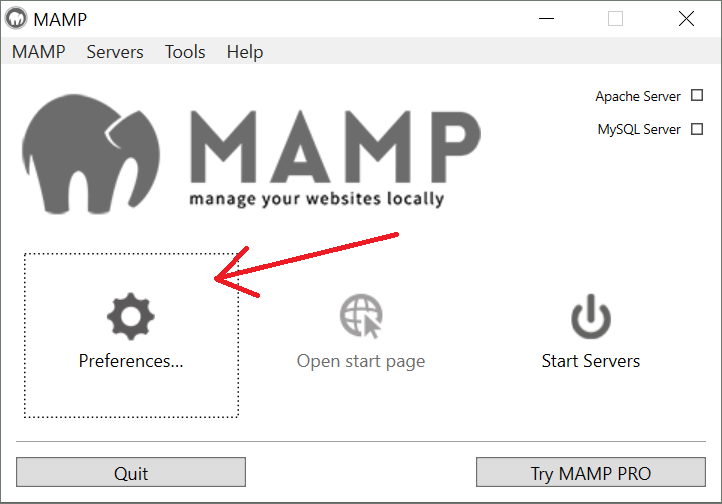 MAMP
MAMP Servers Tools Help
Apache Server
MySQL Server
MAMP
manage your websites locally
Preferences...
Open start page
Start Servers
Quit
Try MAMP PRO